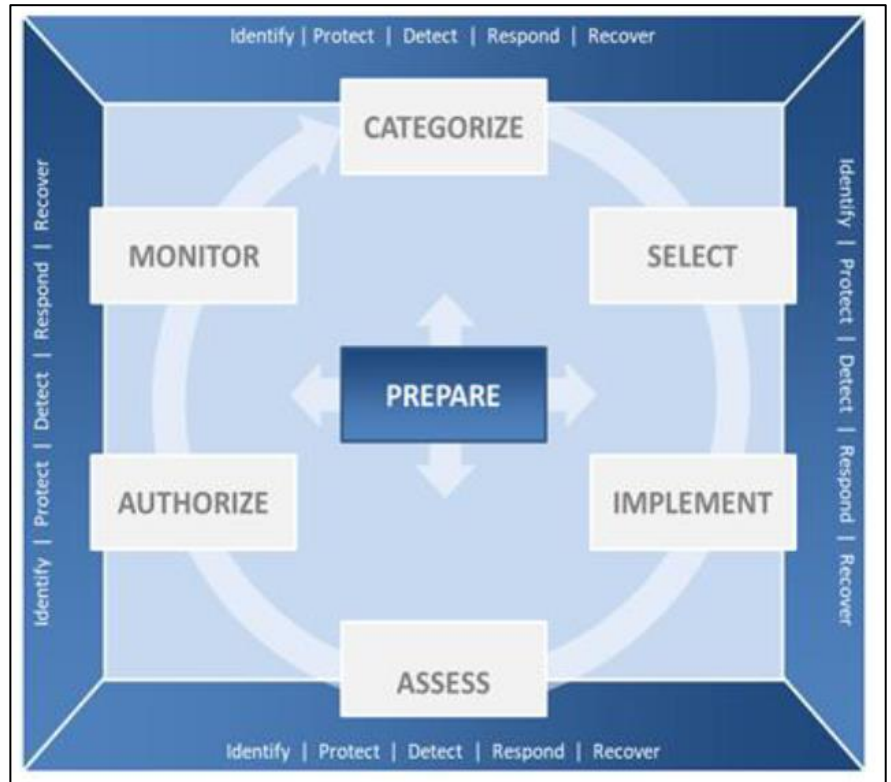 Identify | Protect | Detect | Respond | Recover
CATEGORIZE
MONITOR
SELECT
PREPARE
AUTHORIZE
IMPLEMENT
ASSESS
Identify | Protect | Detect | Respond | Recover
Identify | Protect | Detect | Respond | Recover
Identify | Protect | Detect | Respond | Recover